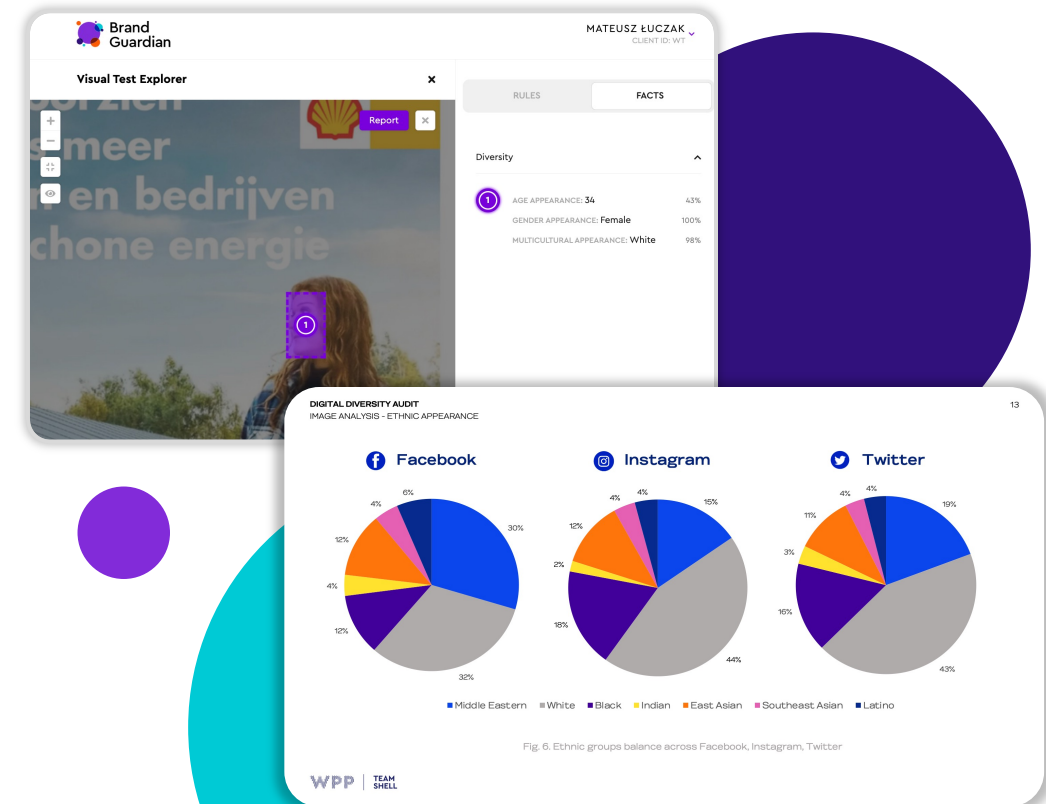 Brand
Guardian
MATEUSZ ŁUCZAK
CLIENT ID: WT
Visual Test Explorer
RULES
FACTS
Report
meer
en bedrijven
chone energie
Diversity
1
AGE APPEARANCE: 34 43%
GENDER APPEARANCE: Female 100%
MULTICULTURAL APPEARANCE: White 98%
1
DIGITAL DIVERSITY AUDIT
IMAGE ANALYSIS - ETHNIC APPEARANCE
13
Facebook
6%
4%
30%
12%
4%
12%
32%
Instagram
4%
4%
15%
12%
2%
18%
44%
Twitter
4%
4%
19%
11%
3%
16%
43%
Middle Eastern White Black Indian East Asian Southeast Asian Latino
Fig. 6. Ethnic groups balance across Facebook, Instagram, Twitter
WPP
TEAM
SHELL